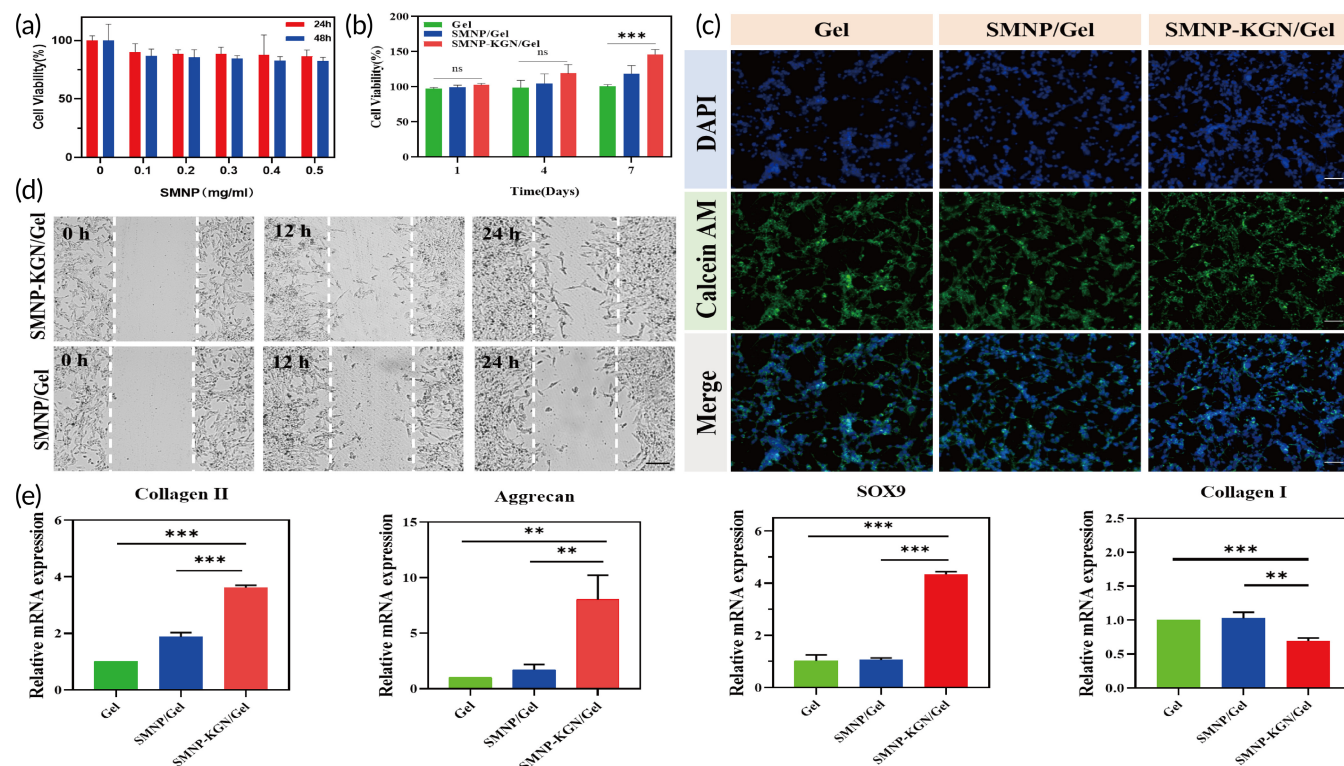 (a)
24h
48h
Cell Viability(%)
100
50
0
0 0.1 0.2 0.3 0.4 0.5
SMNP（mg/ml）
(b)
Gel
SMNP/Gel
SMNP-KGN/Gel
Cell Viability(%)
200
150
100
50
0
ns
ns
***
1 4 7
Time(Days)
(c)
Gel SMNP/Gel SMNP-KGN/Gel
DAPI
Calcein AM
Merge
(d)
SMNP-KGN/Gel
0 h 12 h 24 h
SMNP/Gel
0 h 12 h 24 h
(e)
Collagen II
Relative mRNA expression
6
4
2
0
***
***
Gel
SMNP/Gel
SMNP-KGN/Gel
Aggrecan
Relative mRNA expression
15
10
5
0
**
**
Gel
SMNP/Gel
SMNP-KGN/Gel
SOX9
Relative mRNA expression
6
4
2
0
***
***
Gel
SMNP/Gel
SMNP-KGN/Gel
Collagen I
Relative mRNA expression
2.5
2.0
1.5
1.0
0.5
0.0
***
**
Gel
SMNP/Gel
SMNP-KGN/Gel